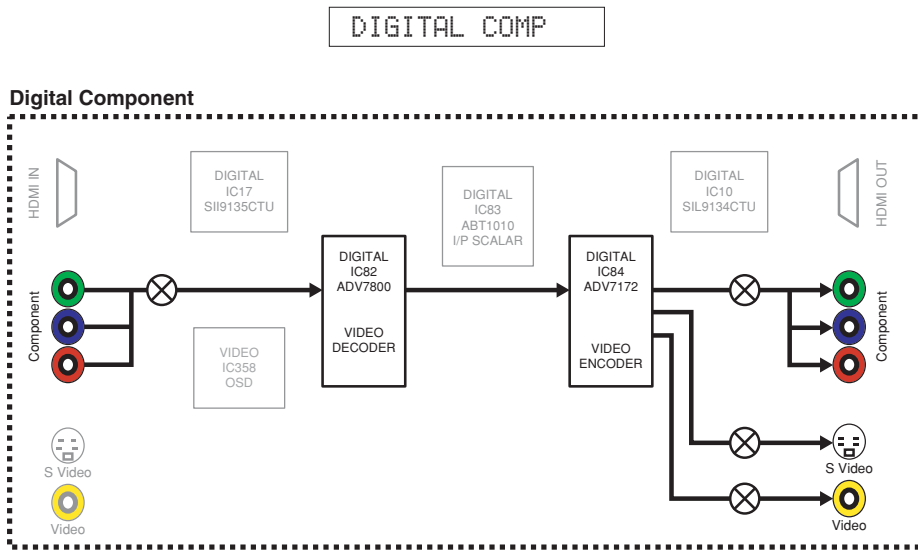 DIGITAL COMP
Digital Component
HDMI IN
DIGITAL
IC17
SII9135CTU
DIGITAL
IC83
ABT1010
I/P SCALAR
DIGITAL
IC10
SIL9134CTU
HDMI OUT
Component
DIGITAL
IC82
ADV7800
VIDEO
DECODER
DIGITAL
IC84
ADV7172
VIDEO
ENCODER
Component
VIDEO
IC358
OSD
S Video
Video
S Video
Video